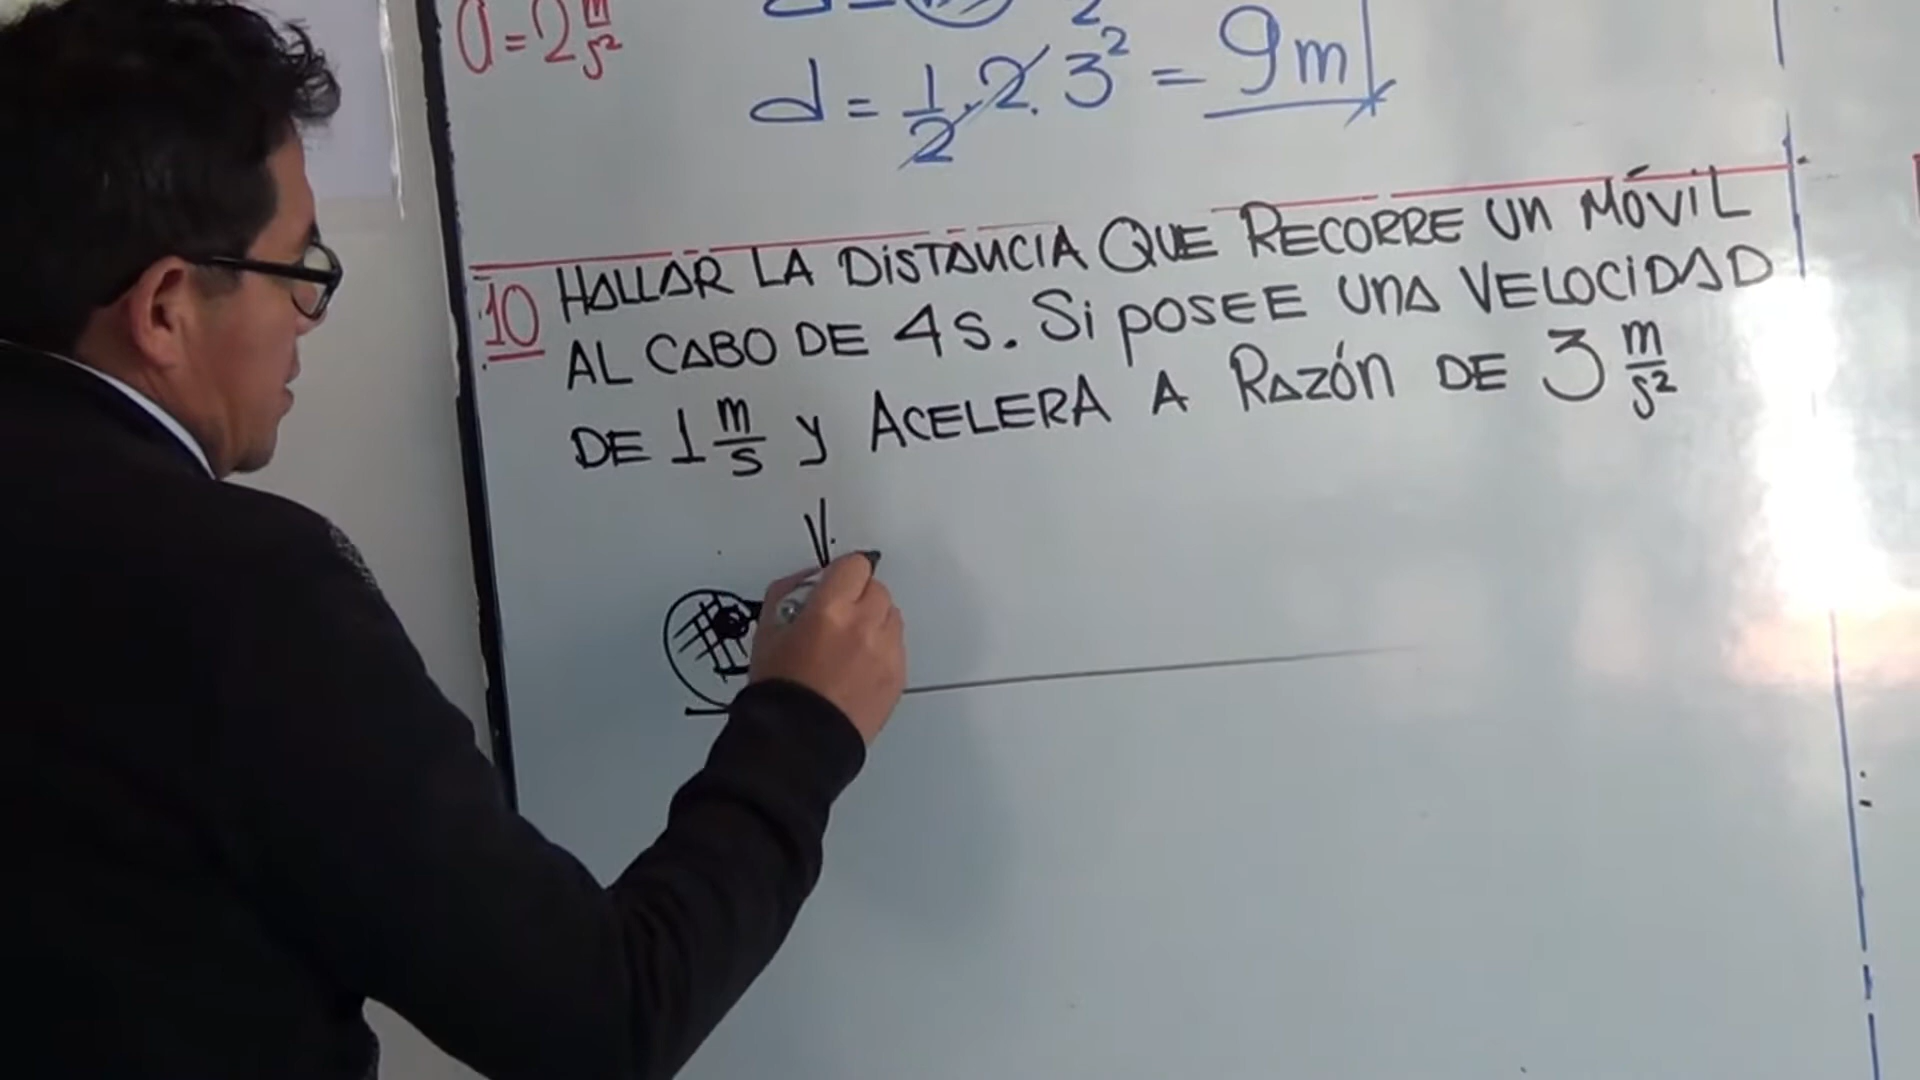 a = 2 m/s²
d = 1/2 . 2 . 3² = 9m
10 HALLAR LA DISTANCIA QUE RECORRE UN MÓVIL
AL CABO DE 4s. Si POSEE UNA VELOCIDAD
DE 1 m/s y ACELERA A RAZÓN DE 3 m/s²
V